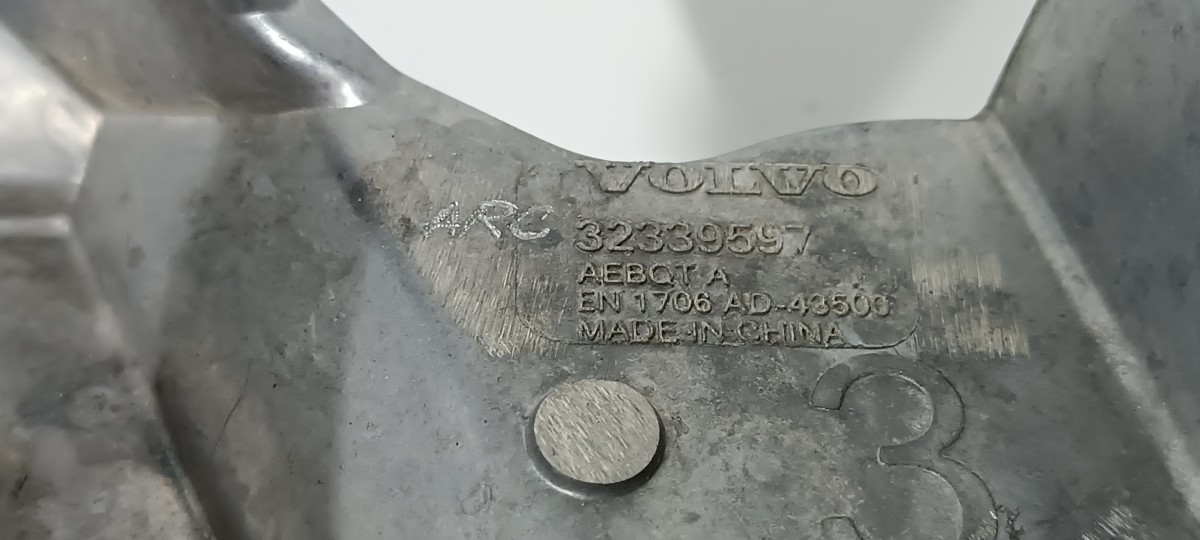 VOLVO
ARC 32339597
AEBQT A
EN 1706 AD-43500
MADE-IN-CHINA
3